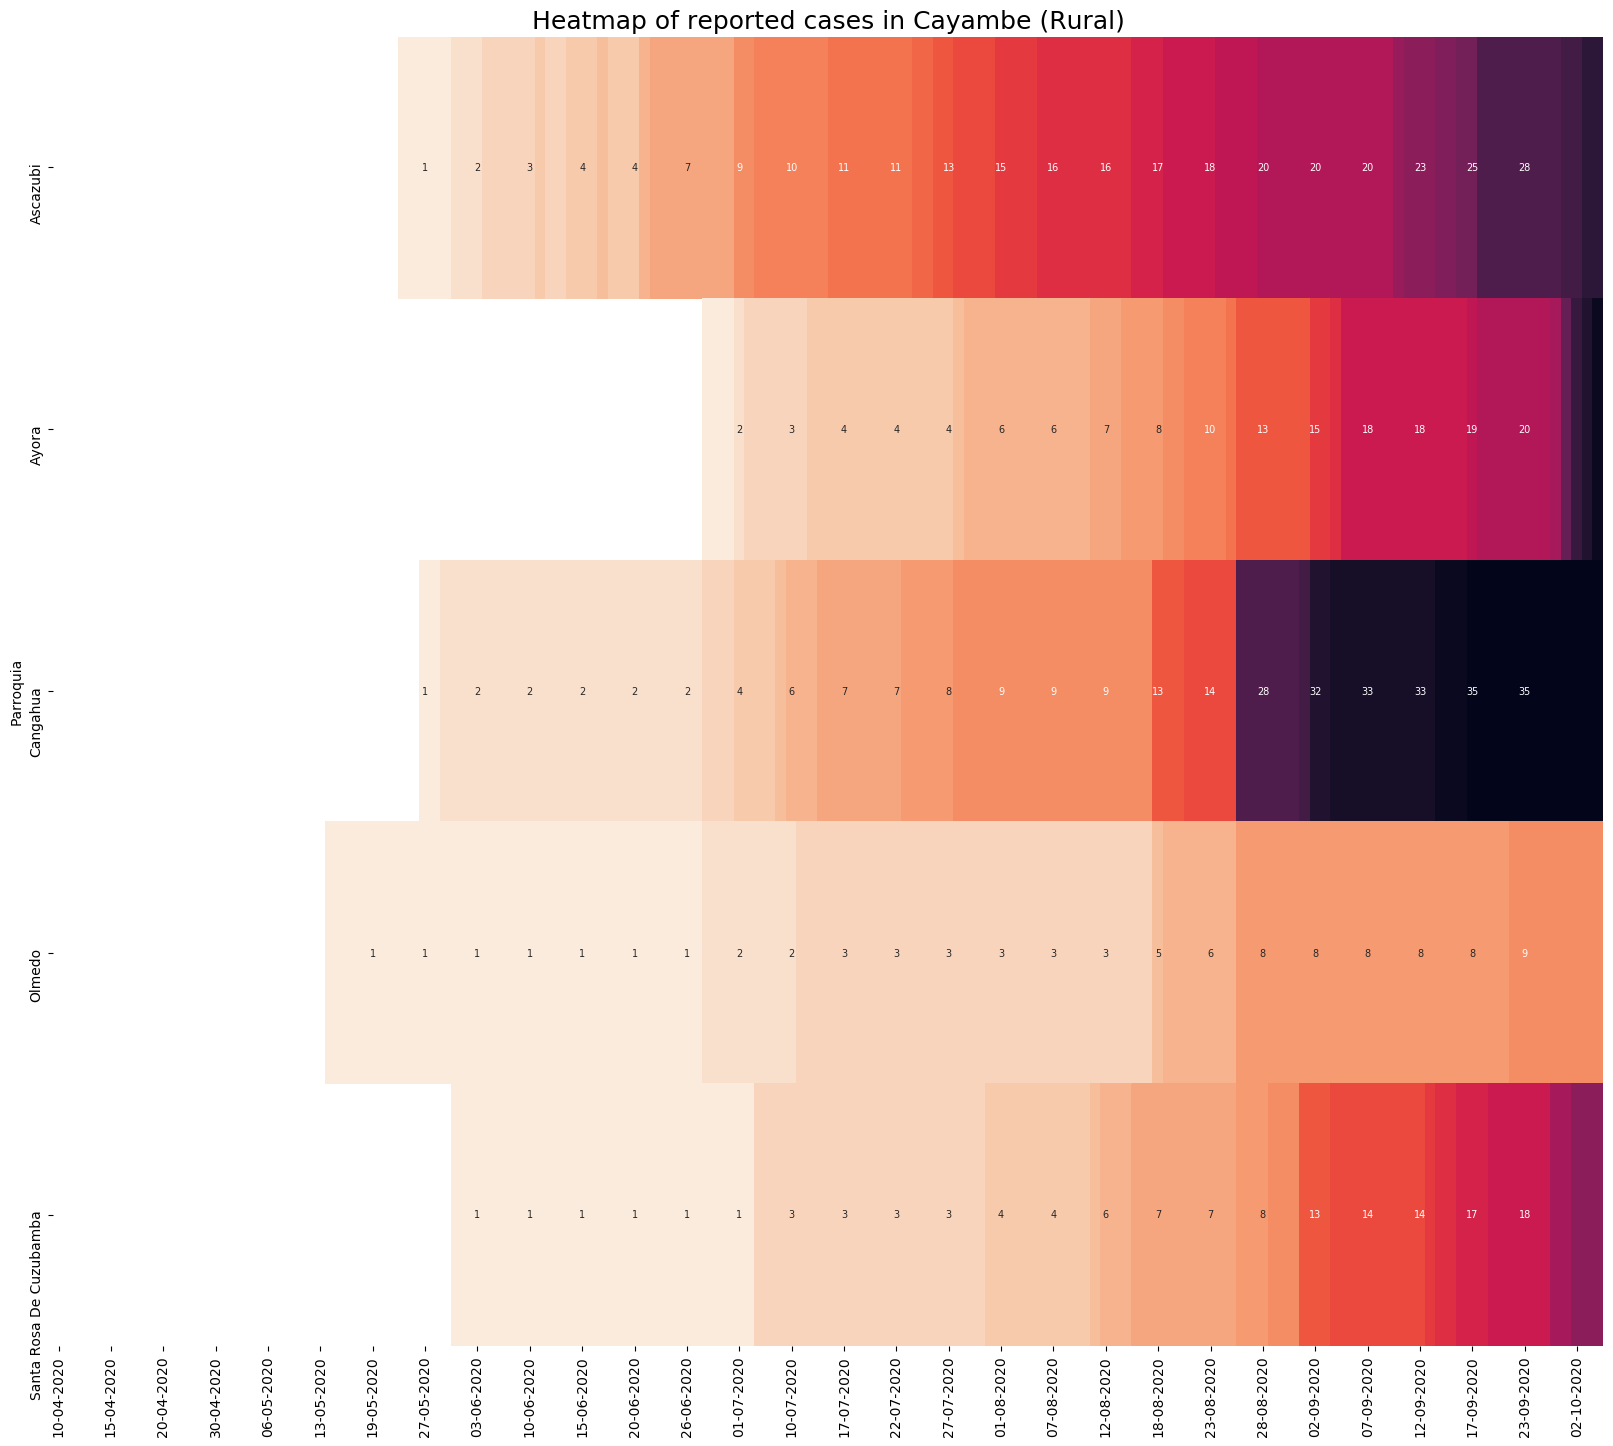 Heatmap of reported cases in Cayambe (Rural)
Parroquia
Ascazubi
1 2 3 4 4 7 9 10 11 11 13 15 16 16 17 18 20 20 20 23 25 28
Ayora
2 3 4 4 4 6 6 7 8 10 13 15 18 18 19 20
Cangahua
1 2 2 2 2 2 4 6 7 7 8 9 9 9 13 14 28 32 33 33 35 35
Olmedo
1 1 1 1 1 1 1 2 2 3 3 3 3 3 3 5 6 8 8 8 8 8 9
Santa Rosa De Cuzubamba
1 1 1 1 1 1 3 3 3 3 4 4 6 7 7 8 13 14 14 17 18
10-04-2020
15-04-2020
20-04-2020
30-04-2020
06-05-2020
13-05-2020
19-05-2020
27-05-2020
03-06-2020
10-06-2020
15-06-2020
20-06-2020
26-06-2020
01-07-2020
10-07-2020
17-07-2020
22-07-2020
27-07-2020
01-08-2020
07-08-2020
12-08-2020
18-08-2020
23-08-2020
28-08-2020
02-09-2020
07-09-2020
12-09-2020
17-09-2020
23-09-2020
02-10-2020